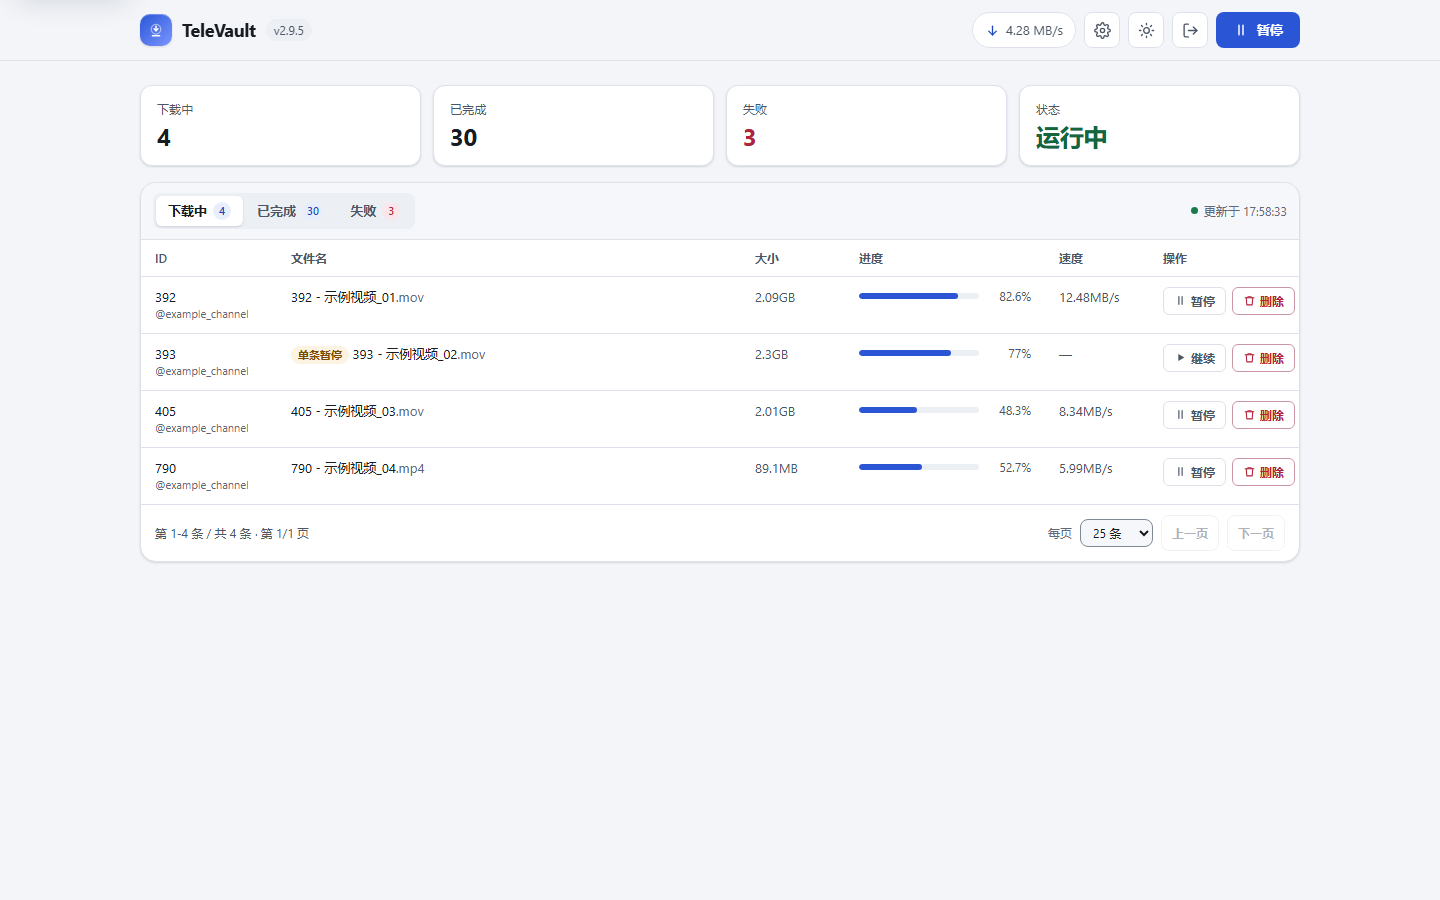 TeleVault v2.9.5 4.28 MB/s 暂停
下载中 已完成 失败 状态
4 30 3 运行中
下载中 4 已完成 30 失败 3 更新于 17:58:33
ID 文件名 大小 进度 速度 操作
392 392 - 示例视频_01.mov 2.09GB 82.6% 12.48MB/s 暂停 删除
@example_channel
393 单条暂停 393 - 示例视频_02.mov 2.3GB 77% — 继续 删除
@example_channel
405 405 - 示例视频_03.mov 2.01GB 48.3% 8.34MB/s 暂停 删除
@example_channel
790 790 - 示例视频_04.mp4 89.1MB 52.7% 5.99MB/s 暂停 删除
@example_channel
第 1-4 条 / 共 4 条 · 第 1/1 页 每页 25 条 上一页 下一页